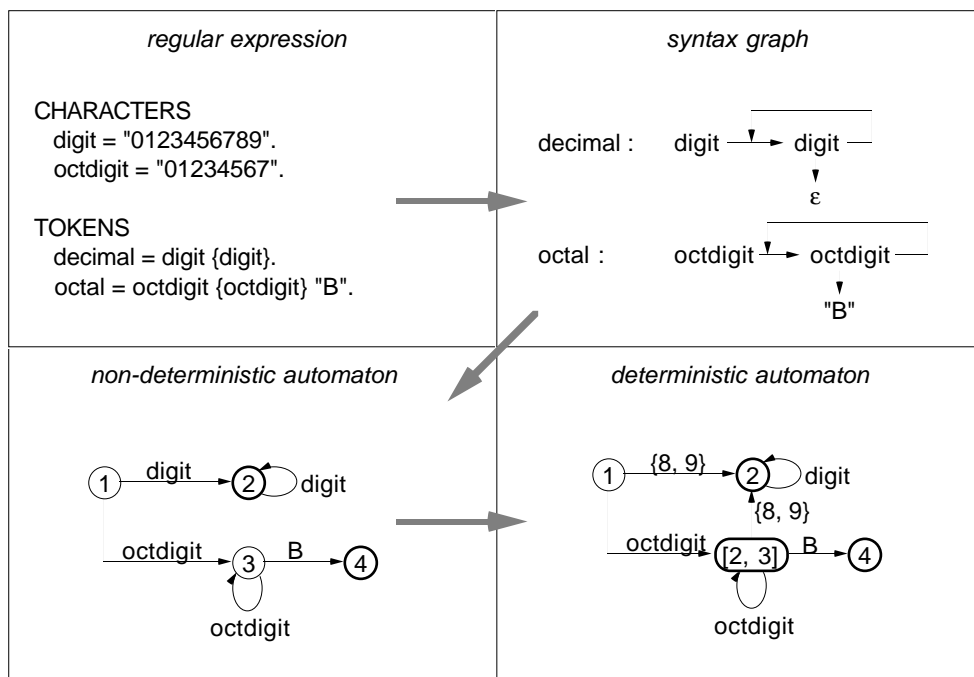 regular expression
CHARACTERS
digit = "0123456789".
octdigit = "01234567".
TOKENS
decimal = digit {digit}.
octal = octdigit {octdigit} "B".
syntax graph
decimal : digit digit
ε
octal : octdigit octdigit
"B"
non-deterministic automaton
1 digit 2 digit
octdigit 3 B 4
octdigit
deterministic automaton
1 {8, 9} 2 digit
{8, 9}
octdigit [2, 3] B 4
octdigit